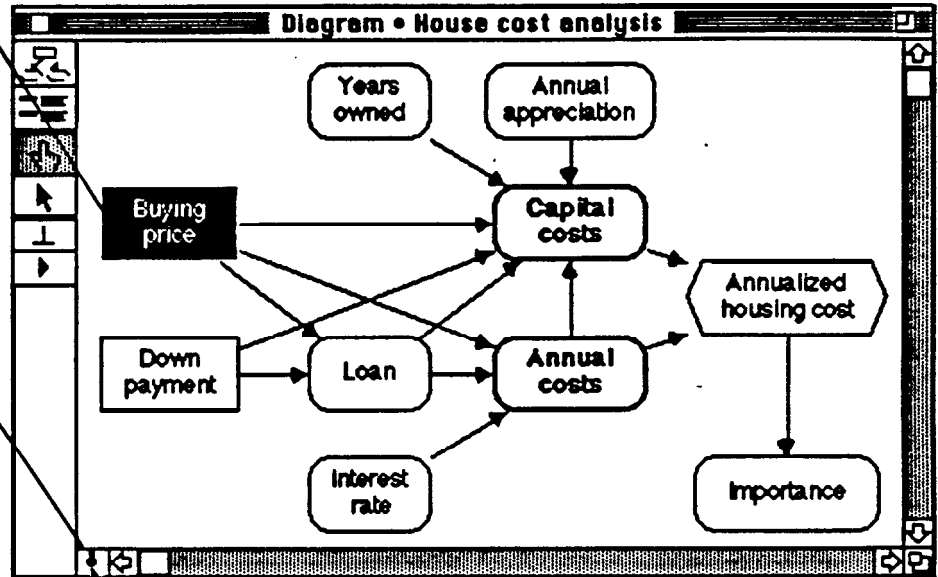 Diagram • House cost analysis
Years
owned
Annual
appreciation
Buying
price
Capital
costs
Annualized
housing cost
Down
payment
Loan
Annual
costs
Interest
rate
Importance